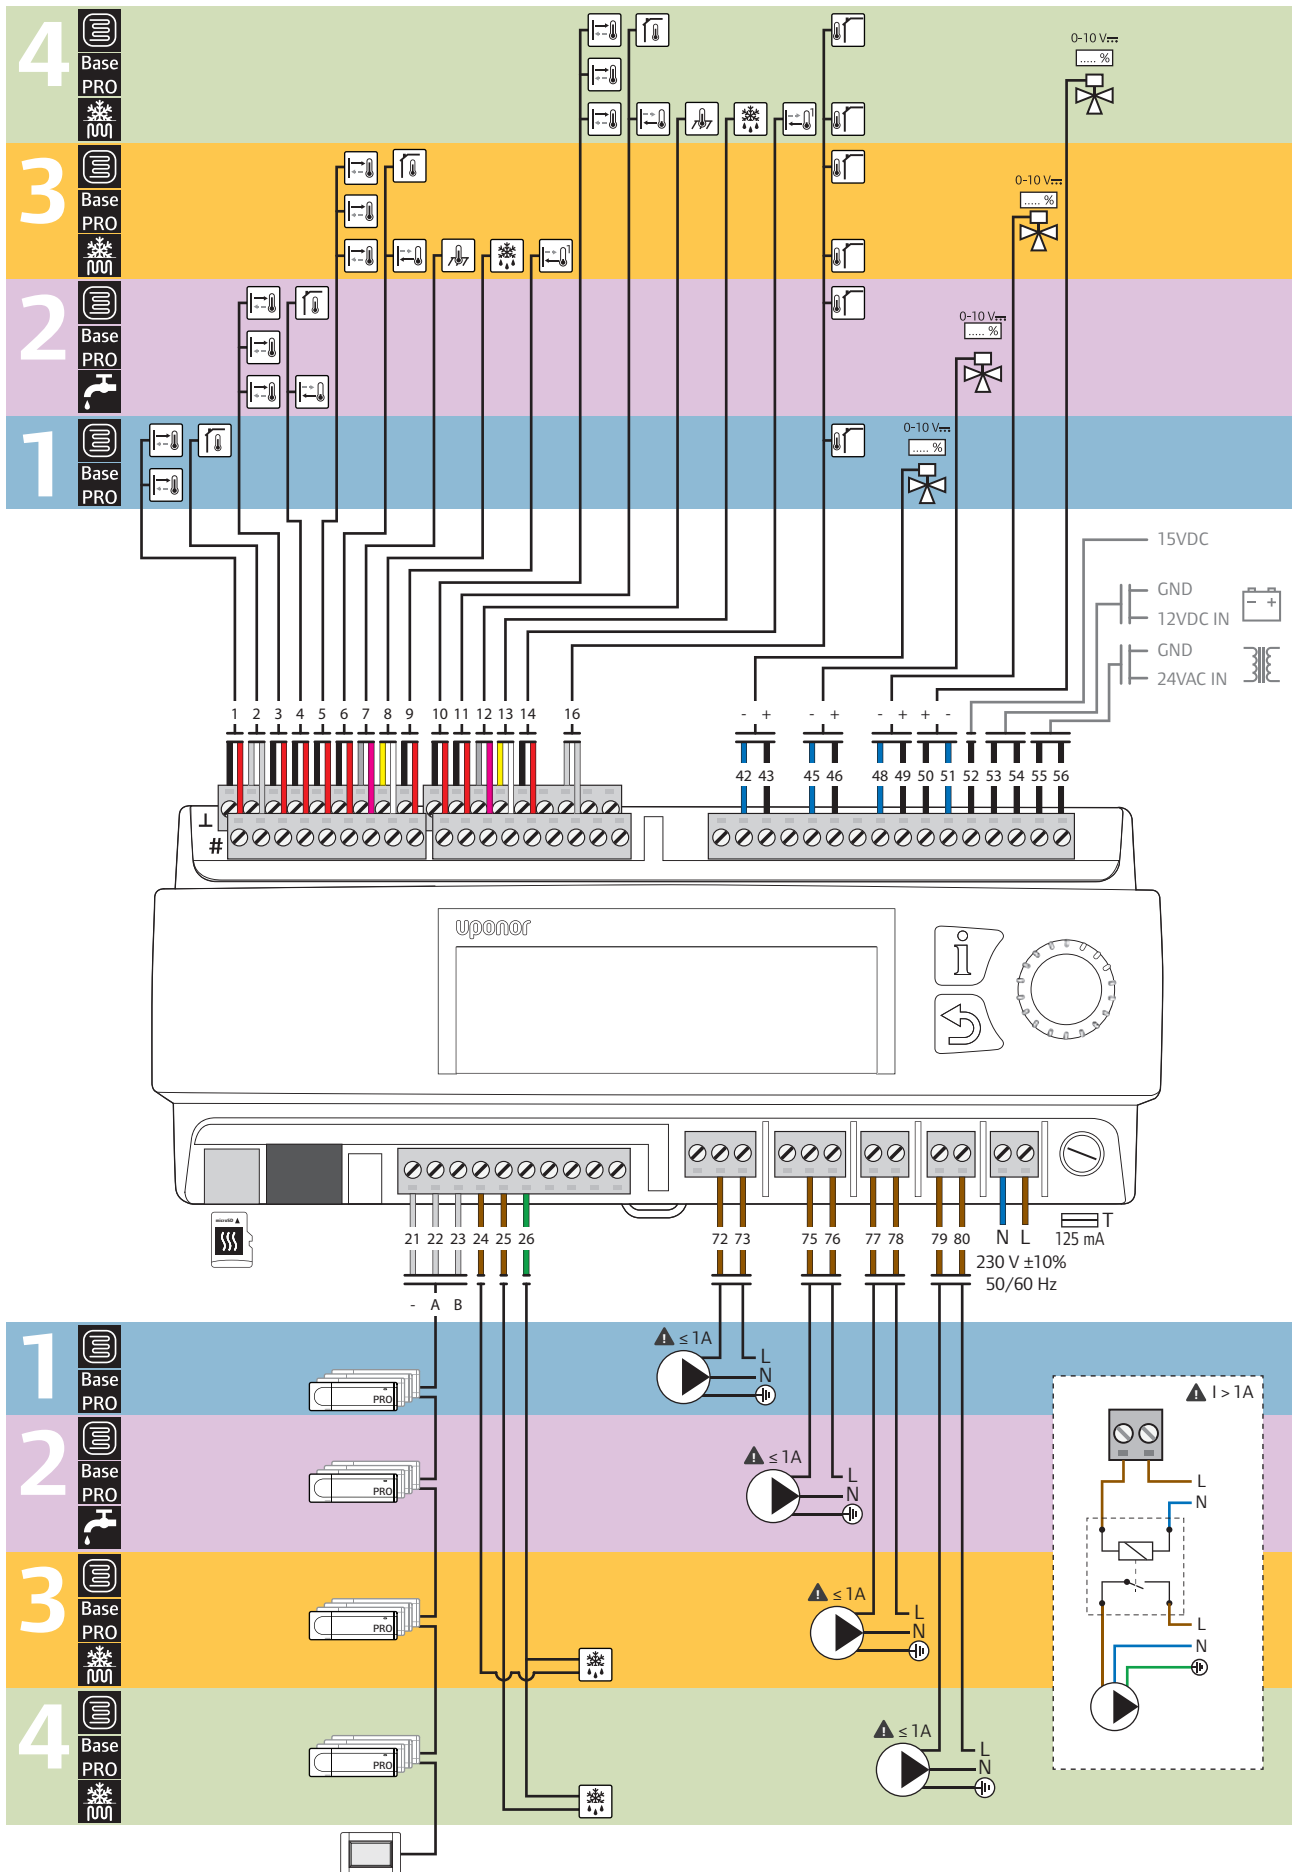 4
Base
PRO
0-10 V
..... %
3
Base
PRO
0-10 V
..... %
2
Base
PRO
0-10 V
..... %
1
Base
PRO
0-10 V
..... %
15VDC
GND
12VDC IN
- +
GND
24VAC IN
1 2 3 4 5 6 7 8 9 10 11 12 13 14 16
- + - + - + + -
42 43 45 46 48 49 50 51 52 53 54 55 56
⊥
#
uponor
i
microSD
21 22 23 24 25 26
- A B
72 73 75 76 77 78 79 80
N L
230 V ±10%
50/60 Hz
T
125 mA
1
Base
PRO
PRO
≤ 1A
L
N
2
Base
PRO
PRO
≤ 1A
L
N
3
Base
PRO
PRO
≤ 1A
L
N
4
Base
PRO
PRO
≤ 1A
L
N
I > 1A
L
N
L
N